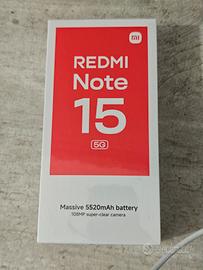 mi
REDMI
Note
15
5G
Massive 5520mAh battery
108MP super-clear camera